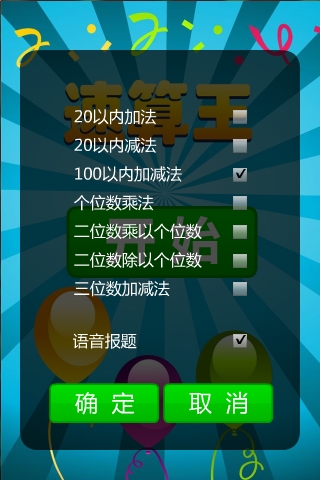 速算王
20以内加法
20以内减法
100以内加减法
个位数乘法
开始
二位数乘以个位数
二位数除以个位数
三位数加减法
语音报题
确定 取消